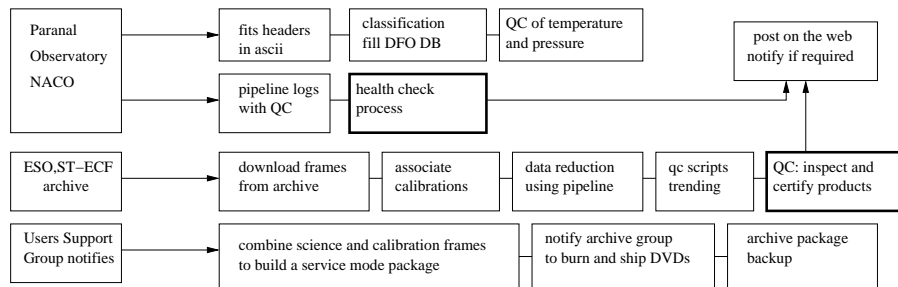 Paranal
Observatory
NACO
fits headers
in ascii
classification
fill DFO DB
QC of temperature
and pressure
post on the web
notify if required
pipeline logs
with QC
health check
process
ESO,ST−ECF
archive
download frames
from archive
associate
calibrations
data reduction
using pipeline
qc scripts
trending
QC: inspect and
certify products
Users Support
Group notifies
combine science and calibration frames
to build a service mode package
notify archive group
to burn and ship DVDs
archive package
backup